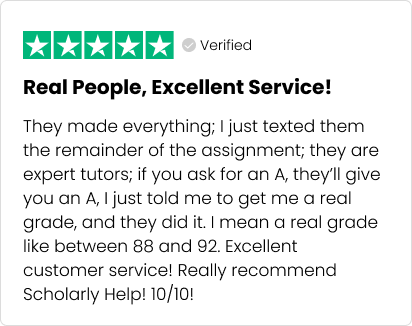 Verified
Real People, Excellent Service!
They made everything; I just texted them
the remainder of the assignment; they are
expert tutors; if you ask for an A, they’ll give
you an A, I just told me to get me a real
grade, and they did it. I mean a real grade
like between 88 and 92. Excellent
customer service! Really recommend
Scholarly Help! 10/10!